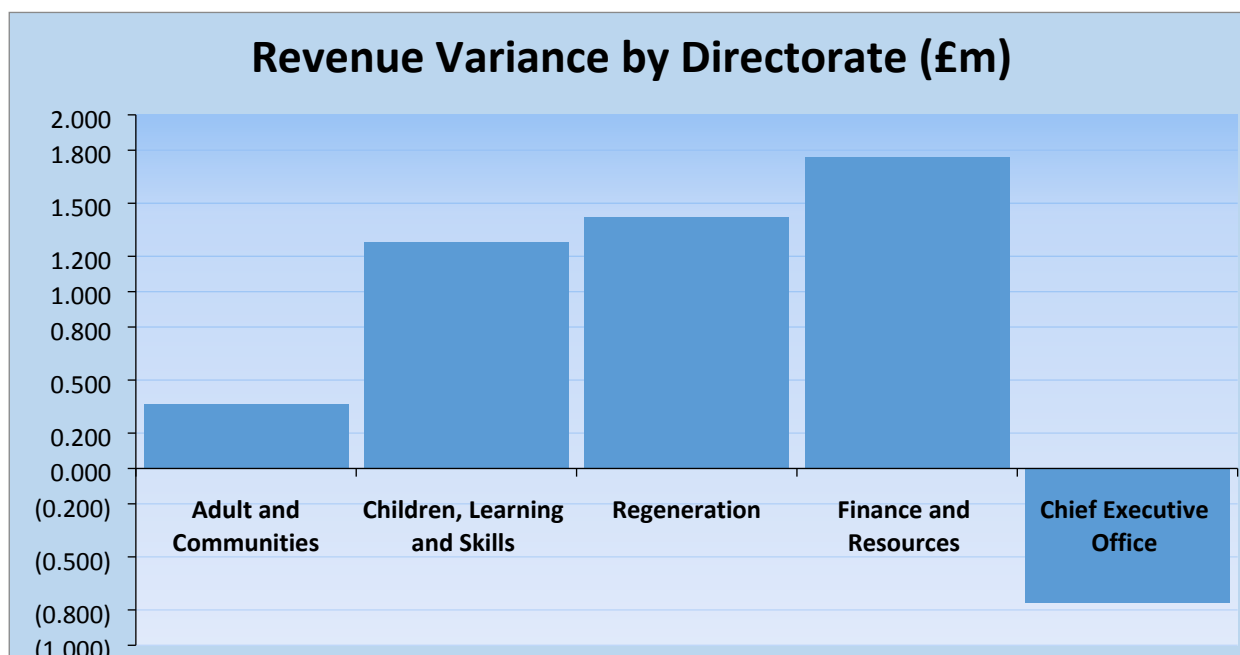 Revenue Variance by Directorate (£m)
2.000
1.800
1.500
1.200
1.000
0.800
0.500
0.200
0.000
(0.200)
(0.500)
(0.800)
(1.000)
Adult and
Communities
Children, Learning
and Skills
Regeneration
Finance and
Resources
Chief Executive
Office